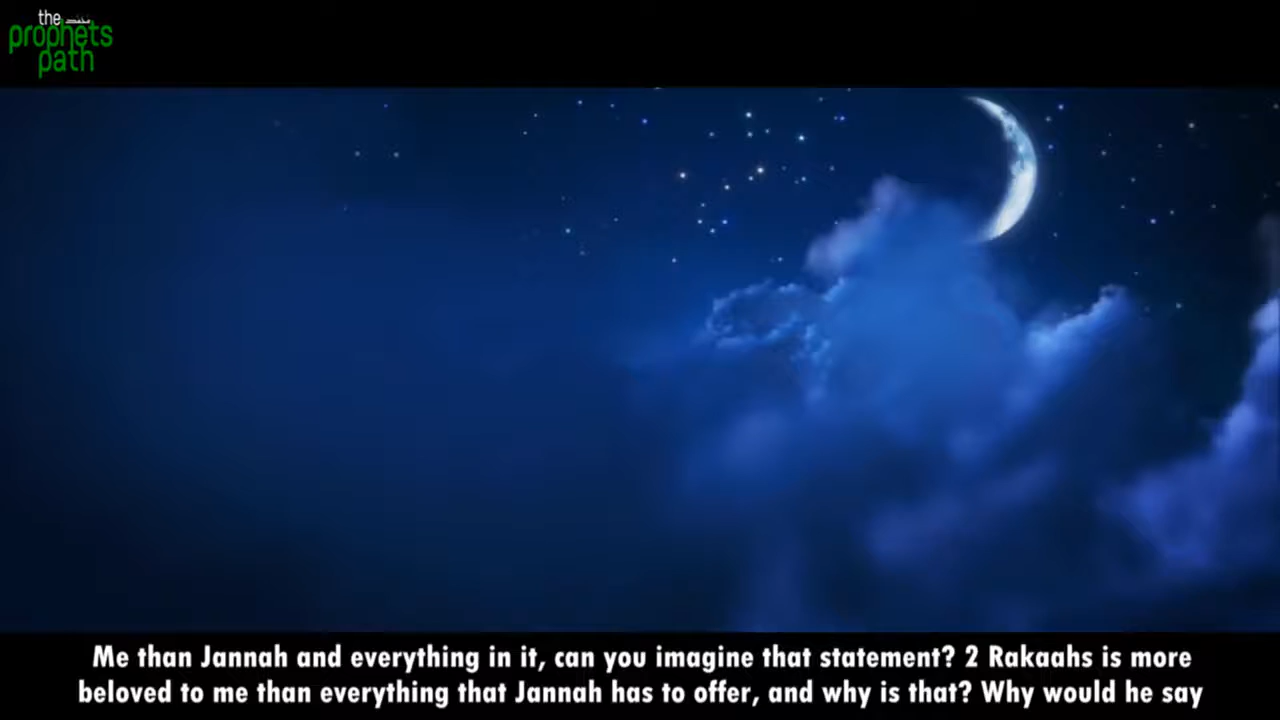 the
prophets
path
Me than Jannah and everything in it, can you imagine that statement? 2 Rakaahs is more
beloved to me than everything that Jannah has to offer, and why is that? Why would he say